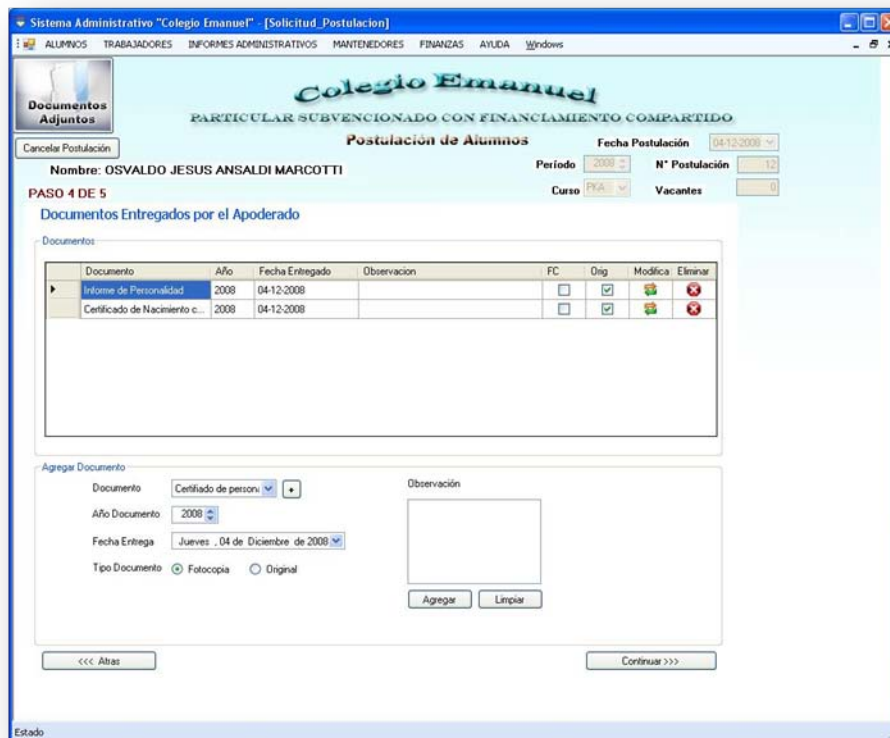 Sistema Administrativo "Colegio Emanuel" - [Solicitud_Postulacion]
ALUMNOS TRABAJADORES INFORMES ADMINISTRATIVOS MANTENEDORES FINANZAS AYUDA Windows
Documentos
Adjuntos
Colegio Emanuel
PARTICULAR SUBVENCIONADO CON FINANCIAMIENTO COMPARTIDO
Cancelar Postulación
Postulación de Alumnos
Fecha Postulación 04-12-2008
Nombre: OSVALDO JESUS ANSALDI MARCOTTI
Período 2008 N° Postulación 12
PASO 4 DE 5
Curso PKA Vacantes 0
Documentos Entregados por el Apoderado
Documentos
Documento Año Fecha Entregado Observacion FC Orig Modifica Eliminar
Informe de Personalidad 2008 04-12-2008
Certificado de Nacimiento c... 2008 04-12-2008
Agregar Documento
Documento Certifiado de person +
Observación
Año Documento 2008
Fecha Entrega Jueves , 04 de Diciembre de 2008
Tipo Documento Fotocopia Original
Agregar Limpiar
<<< Atras Continuar >>>
Estado